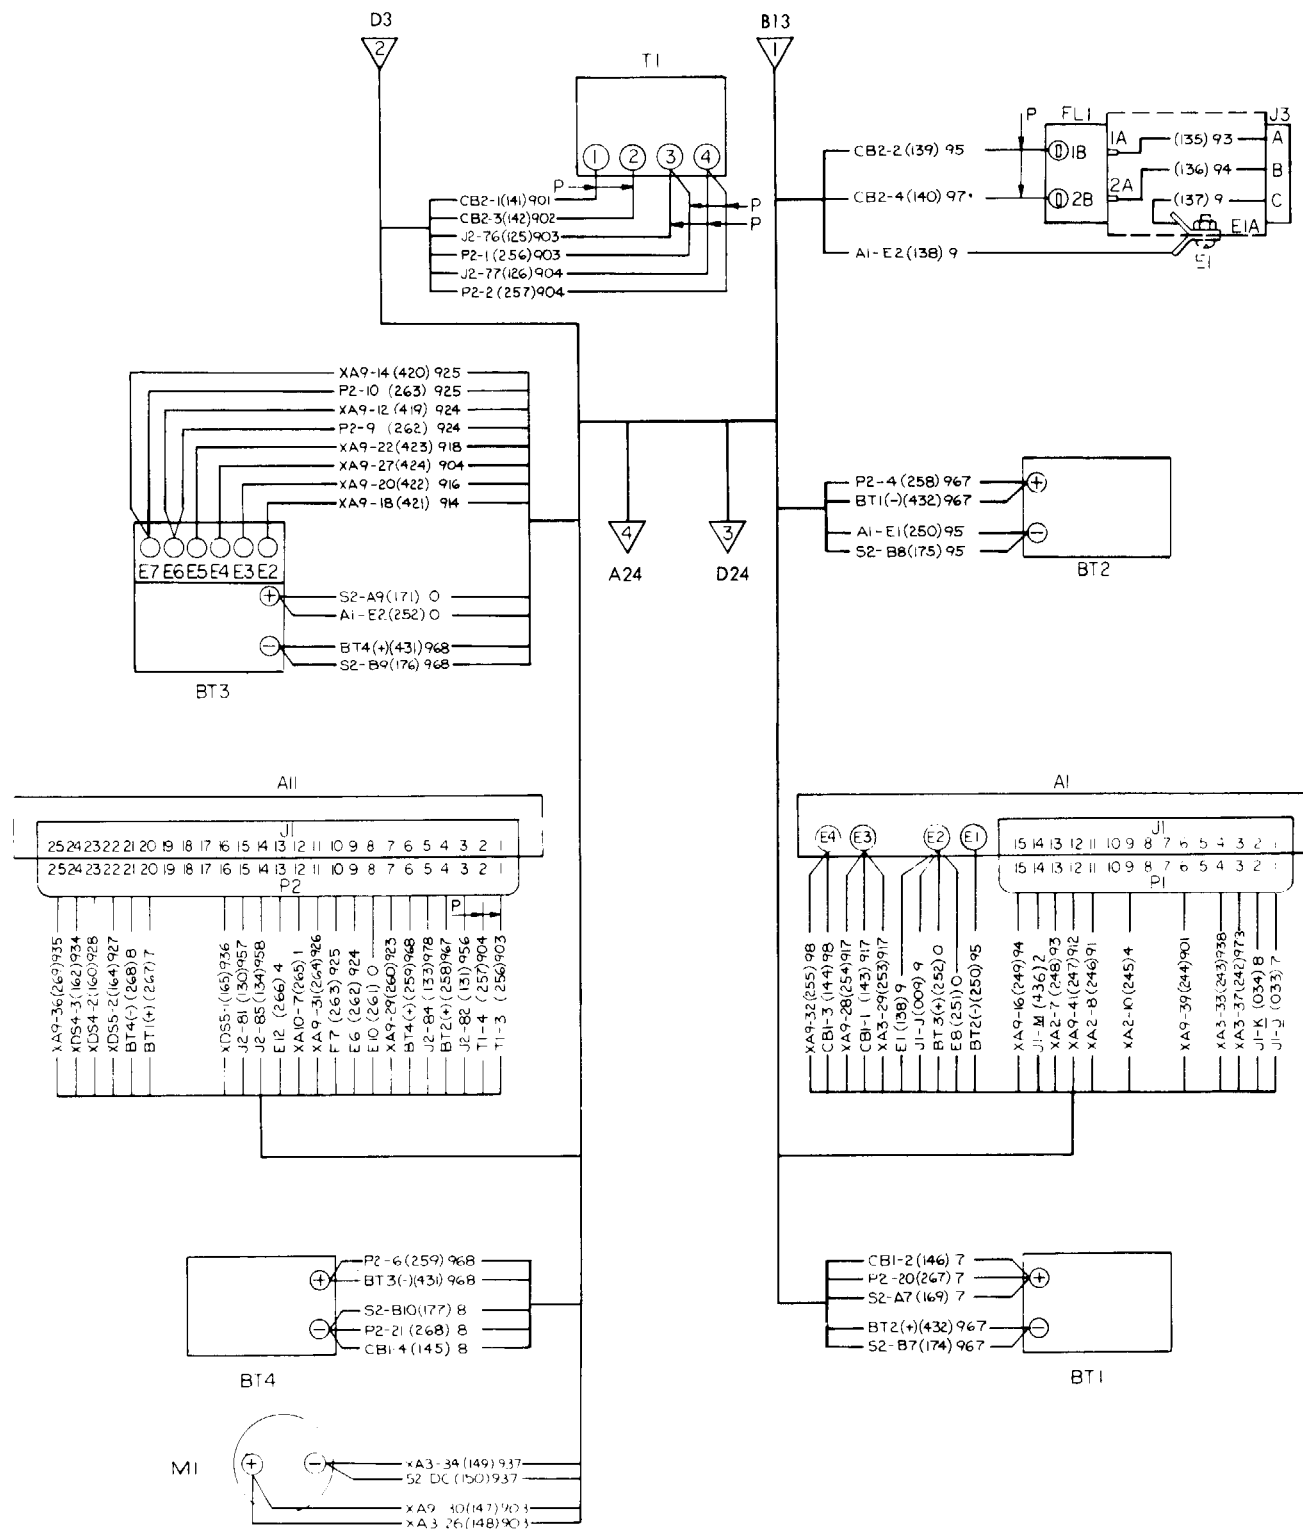 D3
B13
2
1
T1
1 2 3 4
P
CB2-1(141)901
CB2-3(142)902
J2-76(125)903
P2-1(256)903
J2-77(126)904
P2-2(257)904
P
P
P
FL1
J3
CB2-2(139)95
1B
1A
(135)93
A
CB2-4(140)97
2B
2A
(136)94
B
(137)9
C
E1A
A1-E2(138)9
E1
XA9-14(420)925
P2-10 (263)925
XA9-12(419)924
P2-9 (262)924
XA9-22(423)918
XA9-27(424)904
XA9-20(422)916
XA9-18(421)914
E7 E6 E5 E4 E3 E2
+
S2-A9(171)0
A1-E2(252)0
−
BT4(+)(431)968
S2-B9(176)968
BT3
4
3
A24
D24
P2-4(258)967
BT1(-)(432)967
A1-E1(250)95
S2-B8(175)95
+
−
BT2
A11
J1
25 24 23 22 21 20 19 18 17 16 15 14 13 12 11 10 9 8 7 6 5 4 3 2 1
25 24 23 22 21 20 19 18 17 16 15 14 13 12 11 10 9 8 7 6 5 4 3 2 1
P2
P
XA9-36(269)935
XDS4-3(162)934
XDS4-2(160)928
XDS5-2(164)927
BT4(-)(268)8
BT1(+)(267)7
XDS5-1(165)936
J2-81(130)957
J2-85(134)958
E12(266)4
XA10-7(265)1
XA9-31(264)926
F7(263)925
E6(262)924
E10(261)0
XA9-29(260)923
BT4(+)(259)968
J2-84(133)978
BT2(+)(258)967
J2-82(131)956
T1-4 (257)904
T1-3 (256)903
A1
E4 E3 E2 E1
J1
15 14 13 12 11 10 9 8 7 6 5 4 3 2 1
15 14 13 12 11 10 9 8 7 6 5 4 3 2 1
P1
XA9-32(255)98
CB1-3(144)98
XA9-28(254)917
CB1-1(143)917
XA3-29(253)917
E1(138)9
J1-J(009)9
BT3(+)(252)0
E8(251)0
BT2(-)(250)95
XA9-16(249)94
J1-M(436)2
XA2-7(248)93
XA9-41(247)912
XA2-8(246)91
XA2-10(245)4
XA9-39(244)901
XA3-33(243)938
XA3-37(242)973
J1-K(034)8
J1-J(033)7
P2-6(259)968
BT3(-)(431)968
S2-B10(177)8
P2-21(268)8
CB1-4(145)8
+
−
BT4
CB1-2(146)7
P2-20(267)7
S2-A7(169)7
BT2(+)(432)967
S2-B7(174)967
+
−
BT1
M1
+
−
XA3-34(149)937
S2 DC(150)937
XA9 30(147)903
XA3 26(148)903